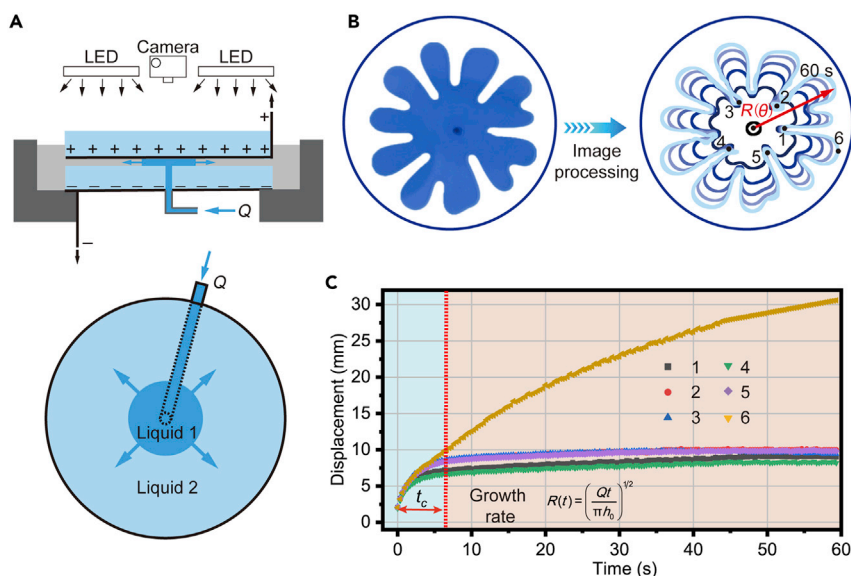 A
LED
Camera
LED
+
+ + + + + + + +
– – – – – – – – –
Q
–
Q
Liquid 1
Liquid 2
B
Image
processing
60 s
R(θ)
1
2
3
4
5
6
C
Displacement (mm)
30
25
20
15
10
5
0
1
2
3
4
5
6
tc
Growth
rate
R(t) = (Qt / πh0)^1/2
0
10
20
30
40
50
60
Time (s)